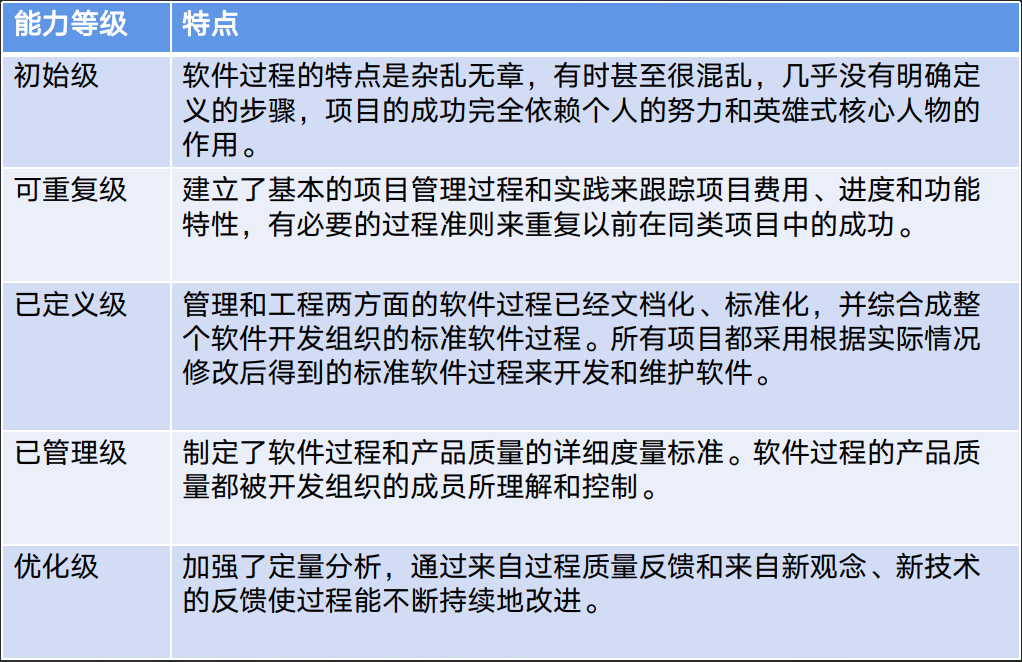 能力等级
特点
初始级
软件过程的特点是杂乱无章，有时甚至很混乱，几乎没有明确定
义的步骤，项目的成功完全依赖个人的努力和英雄式核心人物的
作用。
可重复级
建立了基本的项目管理过程和实践来跟踪项目费用、进度和功能
特性，有必要的过程准则来重复以前在同类项目中的成功。
已定义级
管理和工程两方面的软件过程已经文档化、标准化，并综合成整
个软件开发组织的标准软件过程。所有项目都采用根据实际情况
修改后得到的标准软件过程来开发和维护软件。
已管理级
制定了软件过程和产品质量的详细度量标准。软件过程的产品质
量都被开发组织的成员所理解和控制。
优化级
加强了定量分析，通过来自过程质量反馈和来自新观念、新技术
的反馈使过程能不断持续地改进。